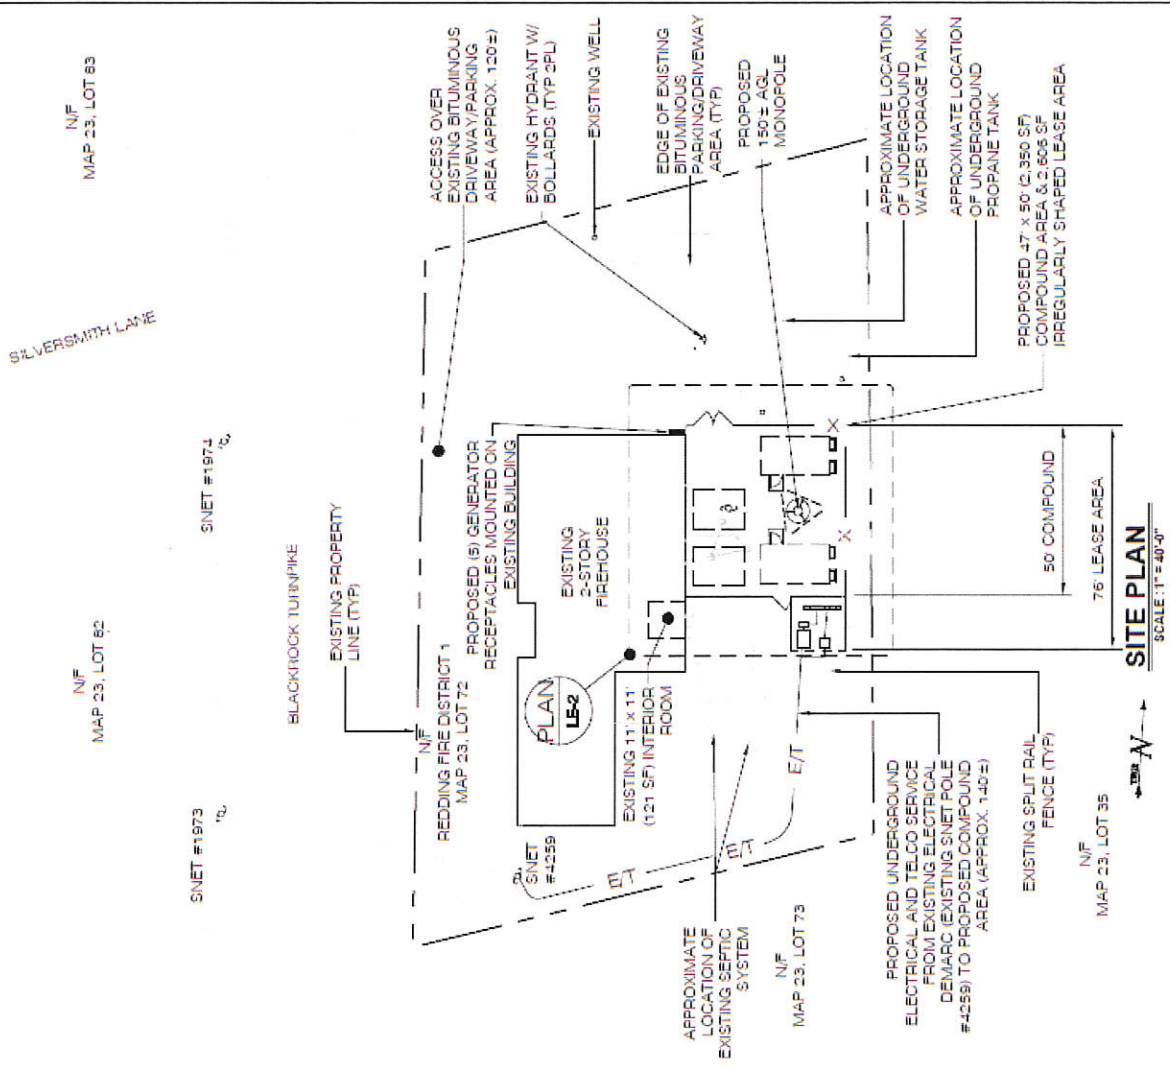 N/F
MAP 23, LOT 63
SILVERSMITH LANE
SNET #1974
N/F
MAP 23, LOT 62
SNET #1973
BLACKROCK TURNPIKE
EXISTING PROPERTY
LINE (TYP)
ACCESS OVER
EXISTING BITUMINOUS
DRIVEWAY/PARKING
AREA (APPROX. 120'±)
EXISTING HYDRANT W/
BOLLARDS (TYP 2PL)
EXISTING WELL
EDGE OF EXISTING
BITUMINOUS
PARKING/DRIVEWAY
AREA (TYP)
PROPOSED
150'± AGL
MONOPOLE
APPROXIMATE LOCATION
OF UNDERGROUND
WATER STORAGE TANK
APPROXIMATE LOCATION
OF UNDERGROUND
PROPANE TANK
PROPOSED 47' X 50' (2,350 SF)
COMPOUND AREA & 2,606 SF
IRREGULARLY SHAPED LEASE AREA
N/F
REDDING FIRE DISTRICT 1
MAP 23, LOT 72
PROPOSED (5) GENERATOR
RECEPTACLES MOUNTED ON
EXISTING BUILDING
EXISTING
2-STORY
FIREHOUSE
PLAN
LE-2
EXISTING 11' X 11'
(121 SF) INTERIOR
ROOM
SNET
#4259
E/T
E/T
E/T
X
X
50' COMPOUND
76' LEASE AREA
APPROXIMATE
LOCATION OF
EXISTING SEPTIC
SYSTEM
N/F
MAP 23, LOT 73
PROPOSED UNDERGROUND
ELECTRICAL AND TELCO SERVICE
FROM EXISTING ELECTRICAL
DEMARC (EXISTING SNET POLE
#4259) TO PROPOSED COMPOUND
AREA (APPROX. 140'±)
EXISTING SPLIT RAIL
FENCE (TYP)
N/F
MAP 23, LOT 35
TRUE N
SITE PLAN
SCALE : 1" = 40'-0"